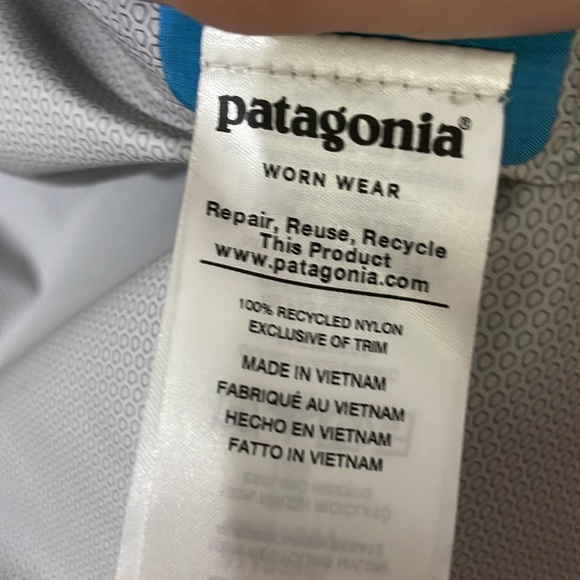 patagonia®
WORN WEAR
Repair, Reuse, Recycle
This Product
www.patagonia.com
100% RECYCLED NYLON
EXCLUSIVE OF TRIM
MADE IN VIETNAM
FABRIQUÉ AU VIETNAM
HECHO EN VIETNAM
FATTO IN VIETNAM